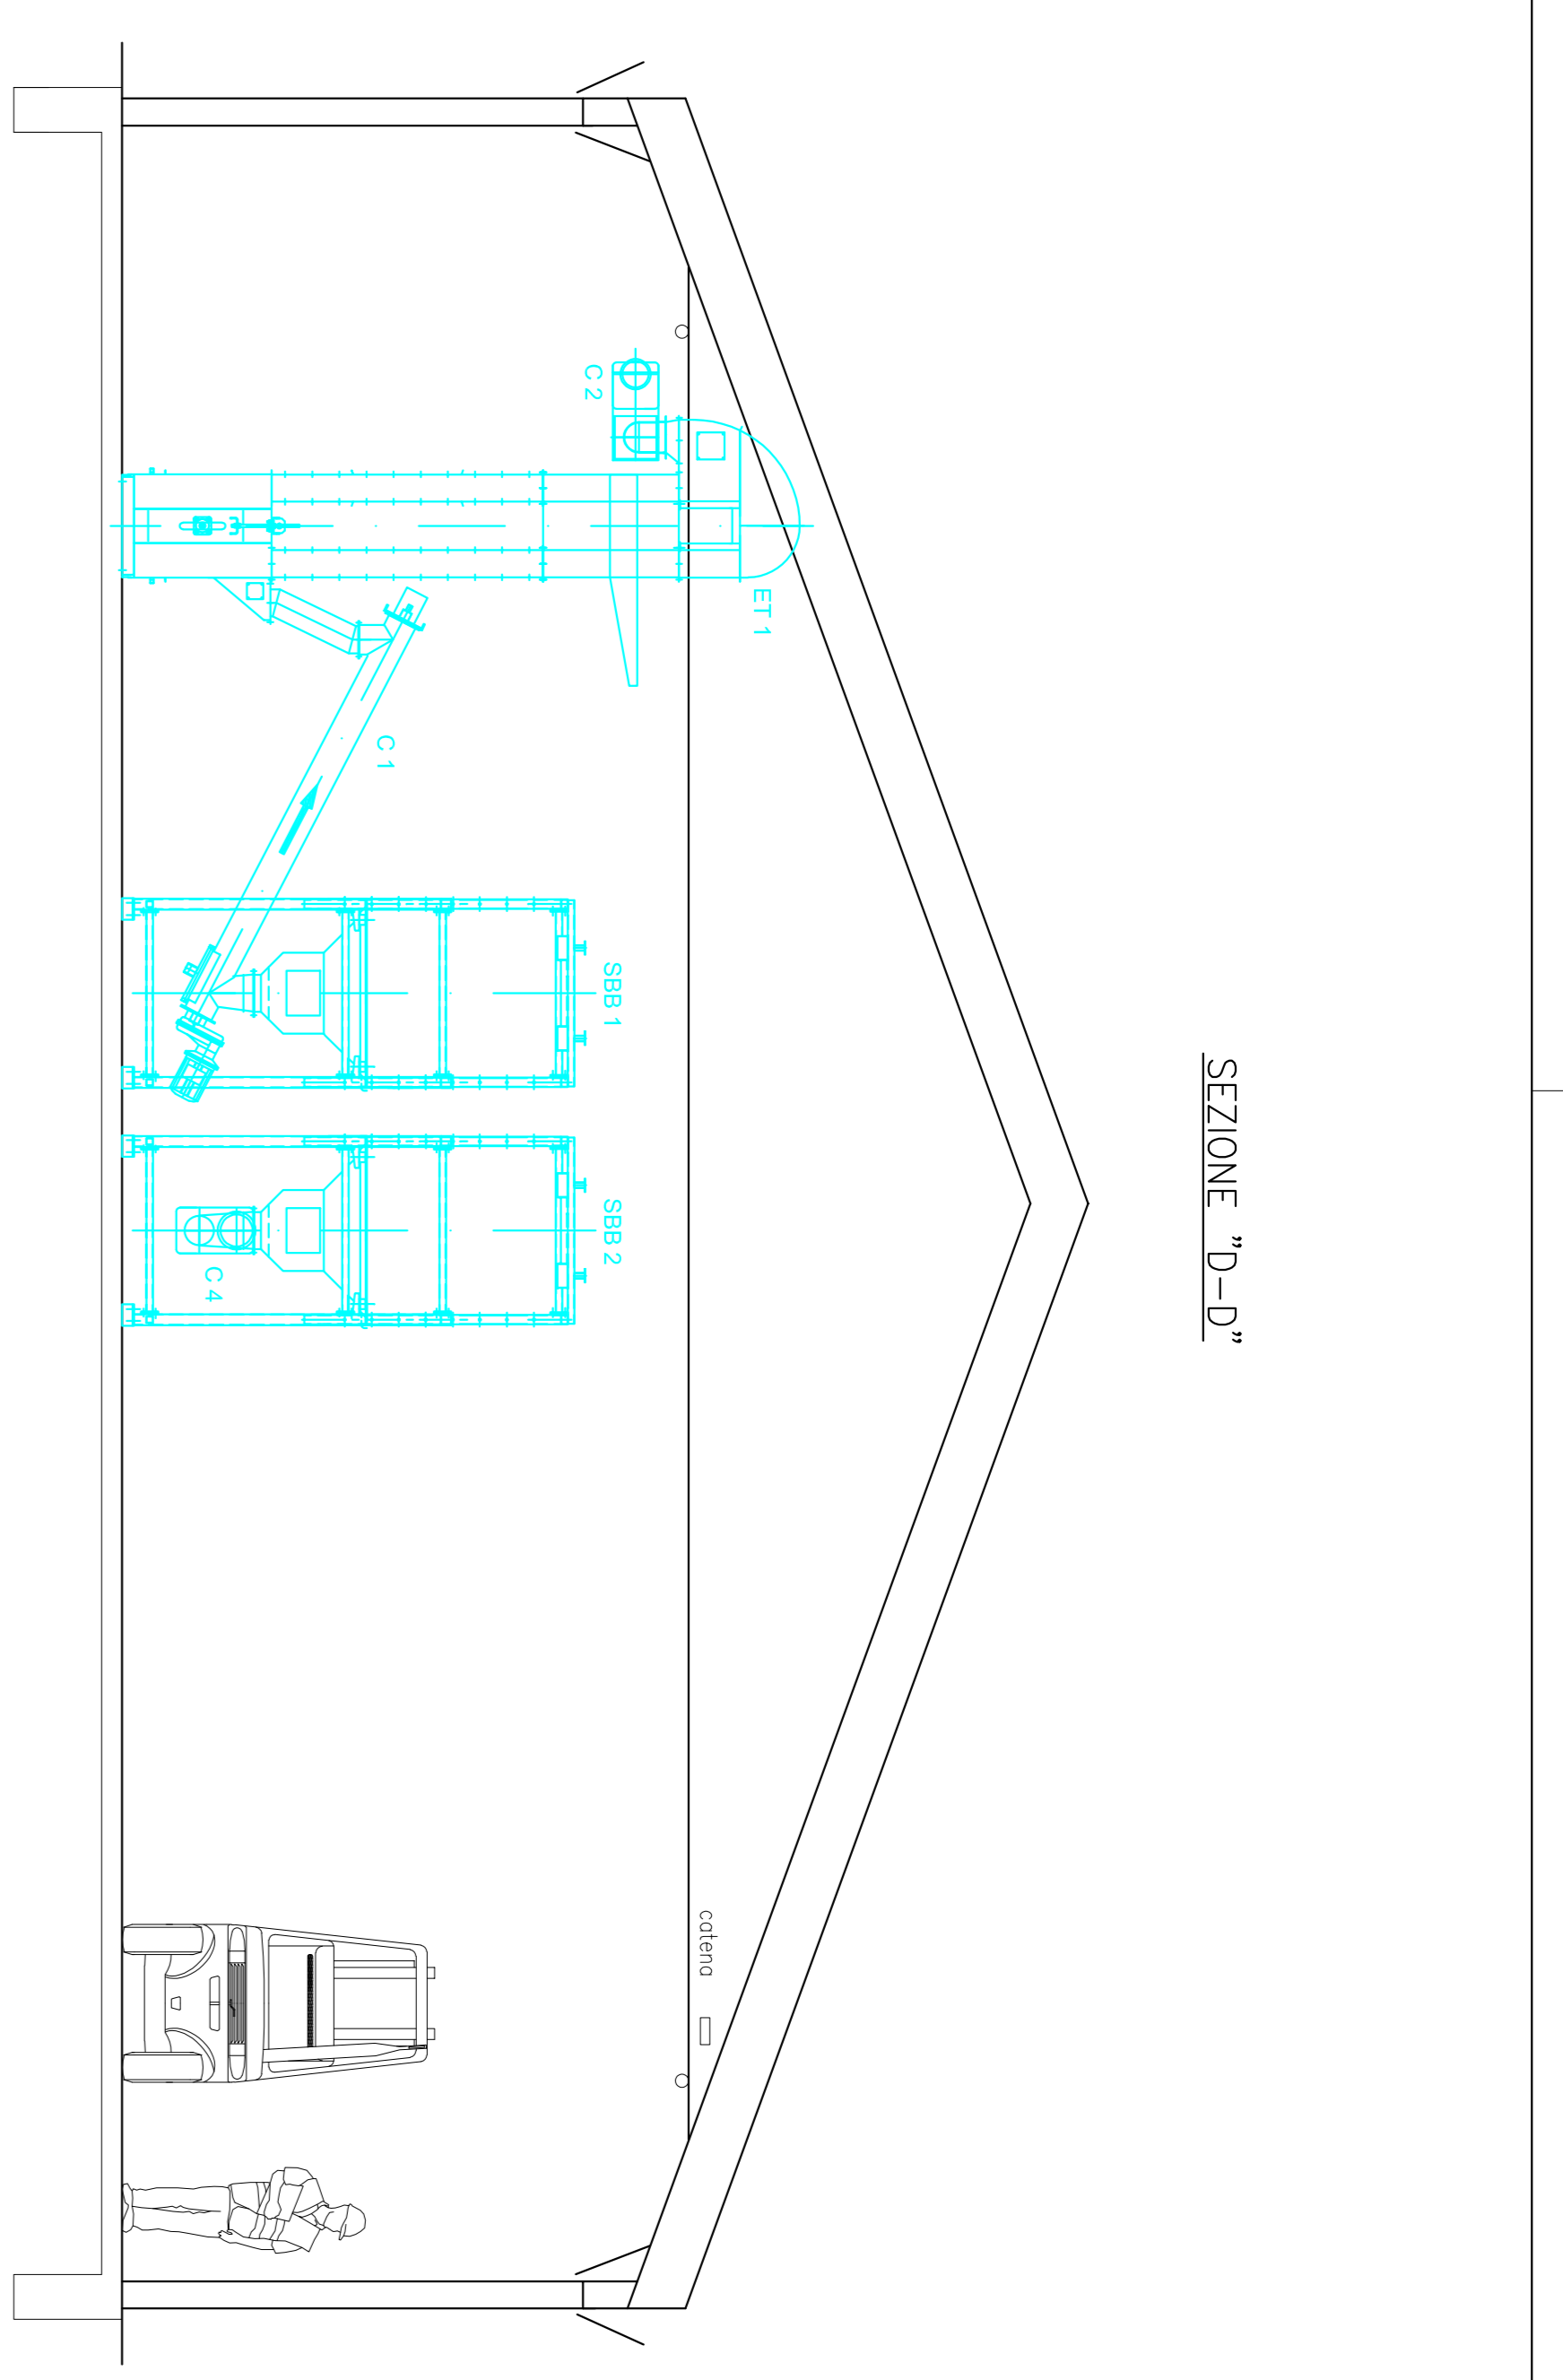 SEZIONE "D-D"
catena
ET 1
C 2
SBB 1
SBB 2
C 1
C 4